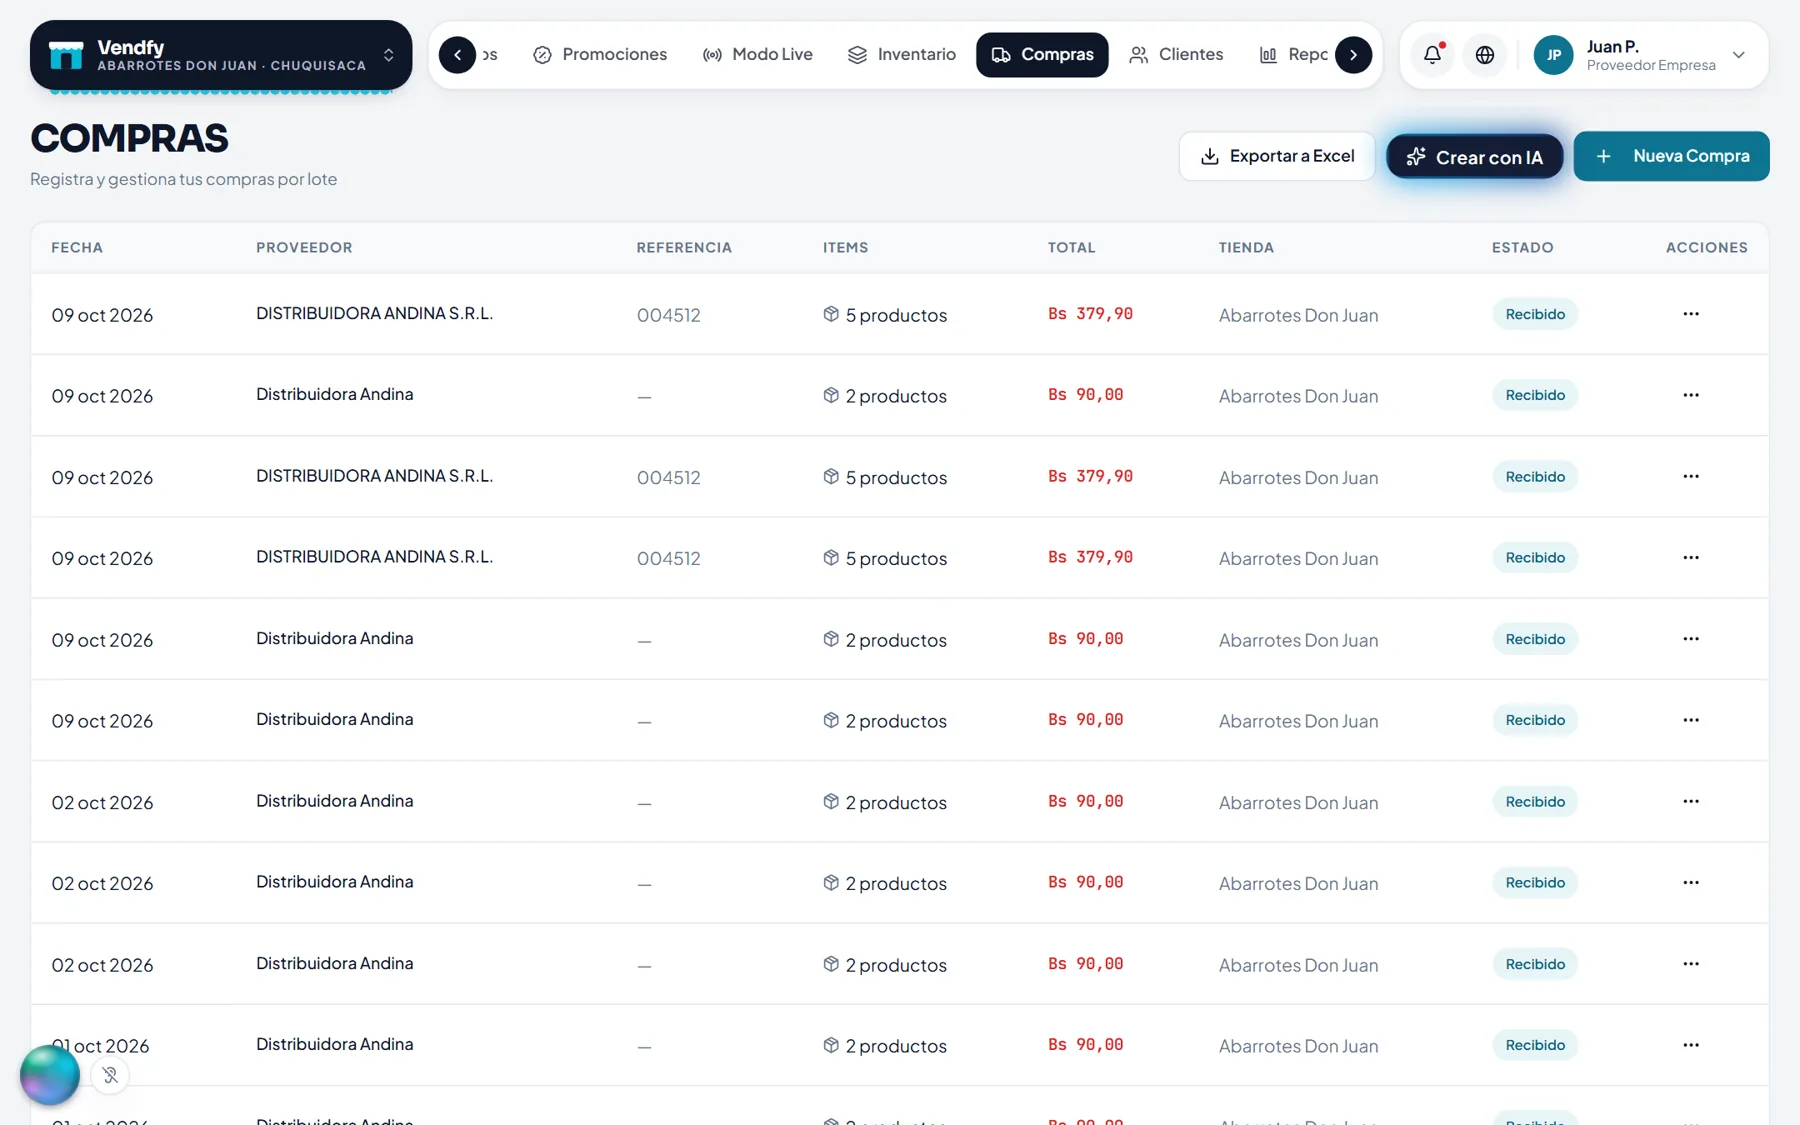 Vendfy
ABARROTES DON JUAN · CHUQUISACA
os
Promociones
Modo Live
Inventario
Compras
Clientes
Repo
JP
Juan P.
Proveedor Empresa
COMPRAS
Registra y gestiona tus compras por lote
Exportar a Excel
Crear con IA
+ Nueva Compra
FECHA PROVEEDOR REFERENCIA ITEMS TOTAL TIENDA ESTADO ACCIONES
09 oct 2026 DISTRIBUIDORA ANDINA S.R.L. 004512 5 productos Bs 379,90 Abarrotes Don Juan Recibido ...
09 oct 2026 Distribuidora Andina — 2 productos Bs 90,00 Abarrotes Don Juan Recibido ...
09 oct 2026 DISTRIBUIDORA ANDINA S.R.L. 004512 5 productos Bs 379,90 Abarrotes Don Juan Recibido ...
09 oct 2026 DISTRIBUIDORA ANDINA S.R.L. 004512 5 productos Bs 379,90 Abarrotes Don Juan Recibido ...
09 oct 2026 Distribuidora Andina — 2 productos Bs 90,00 Abarrotes Don Juan Recibido ...
09 oct 2026 Distribuidora Andina — 2 productos Bs 90,00 Abarrotes Don Juan Recibido ...
02 oct 2026 Distribuidora Andina — 2 productos Bs 90,00 Abarrotes Don Juan Recibido ...
02 oct 2026 Distribuidora Andina — 2 productos Bs 90,00 Abarrotes Don Juan Recibido ...
02 oct 2026 Distribuidora Andina — 2 productos Bs 90,00 Abarrotes Don Juan Recibido ...
01 oct 2026 Distribuidora Andina — 2 productos Bs 90,00 Abarrotes Don Juan Recibido ...